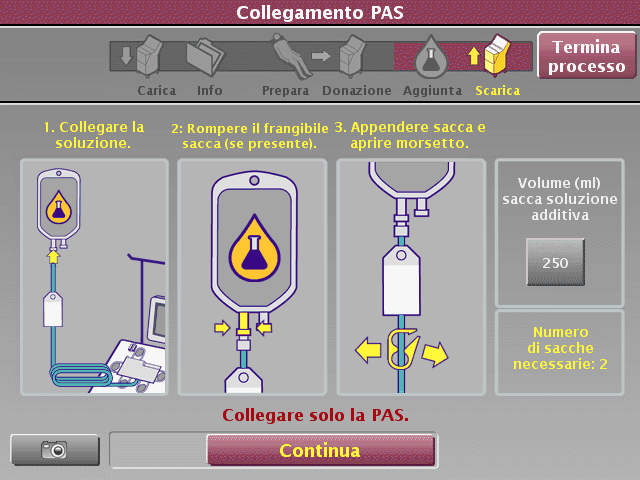 Collegamento PAS
Carica
Info
Prepara
Donazione
Aggiunta
Scarica
Termina
processo
1. Collegare la
soluzione.
2: Rompere il frangibile
sacca (se presente).
3. Appendere sacca e
aprire morsetto.
Volume (ml)
sacca soluzione
additiva
250
Numero
di sacche
necessarie: 2
Collegare solo la PAS.
Continua